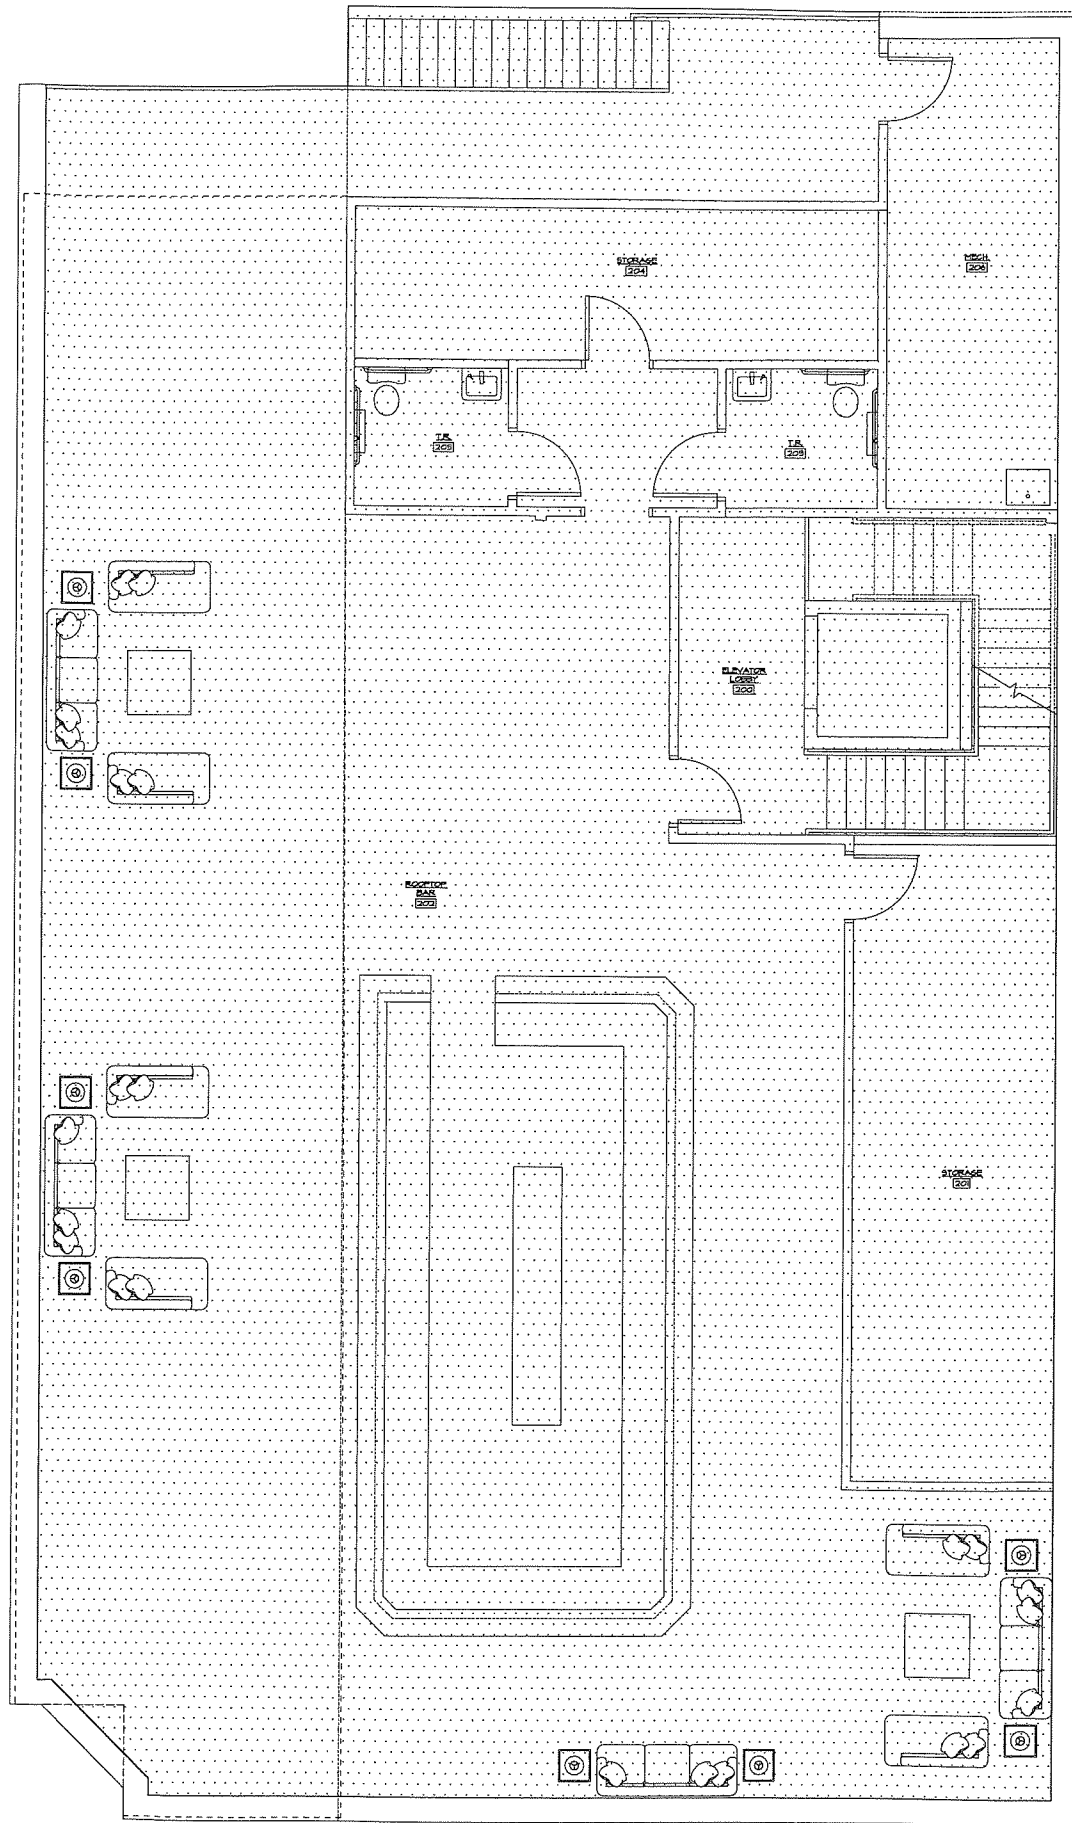 STORAGE
204
MECH.
206
T.R.
205
T.R.
203
ELEVATOR
LOBBY
200
ROOFTOP
BAR
202
STORAGE
201